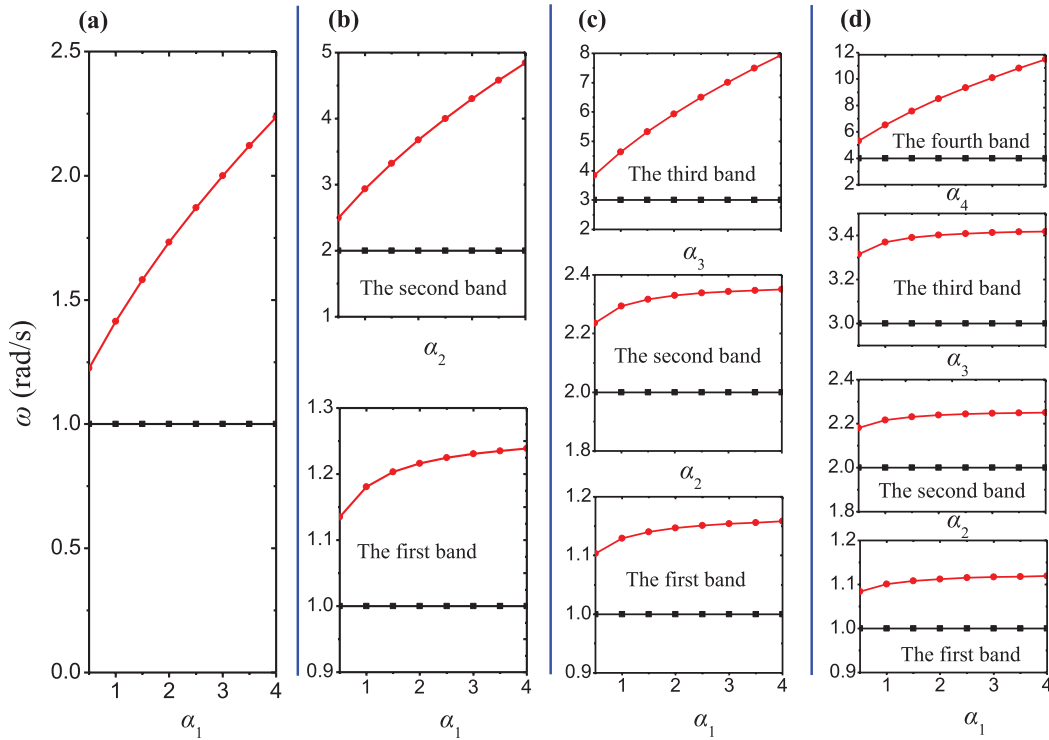 (a)
2.5
2.0
1.5
1.0
0.5
0.0
ω (rad/s)
1 2 3 4
α1
(b)
5
4
3
2
1
The second band
α2
1.3
1.2
1.1
1.0
0.9
The first band
1 2 3 4
α1
(c)
8
7
6
5
4
3
2
The third band
α3
2.4
2.2
2.0
1.8
The second band
α2
1.2
1.1
1.0
0.9
The first band
1 2 3 4
α1
(d)
12
10
8
6
4
2
The fourth band
α4
3.4
3.2
3.0
The third band
α3
2.4
2.2
2.0
1.8
The second band
α2
1.2
1.1
1.0
0.9
The first band
1 2 3 4
α1